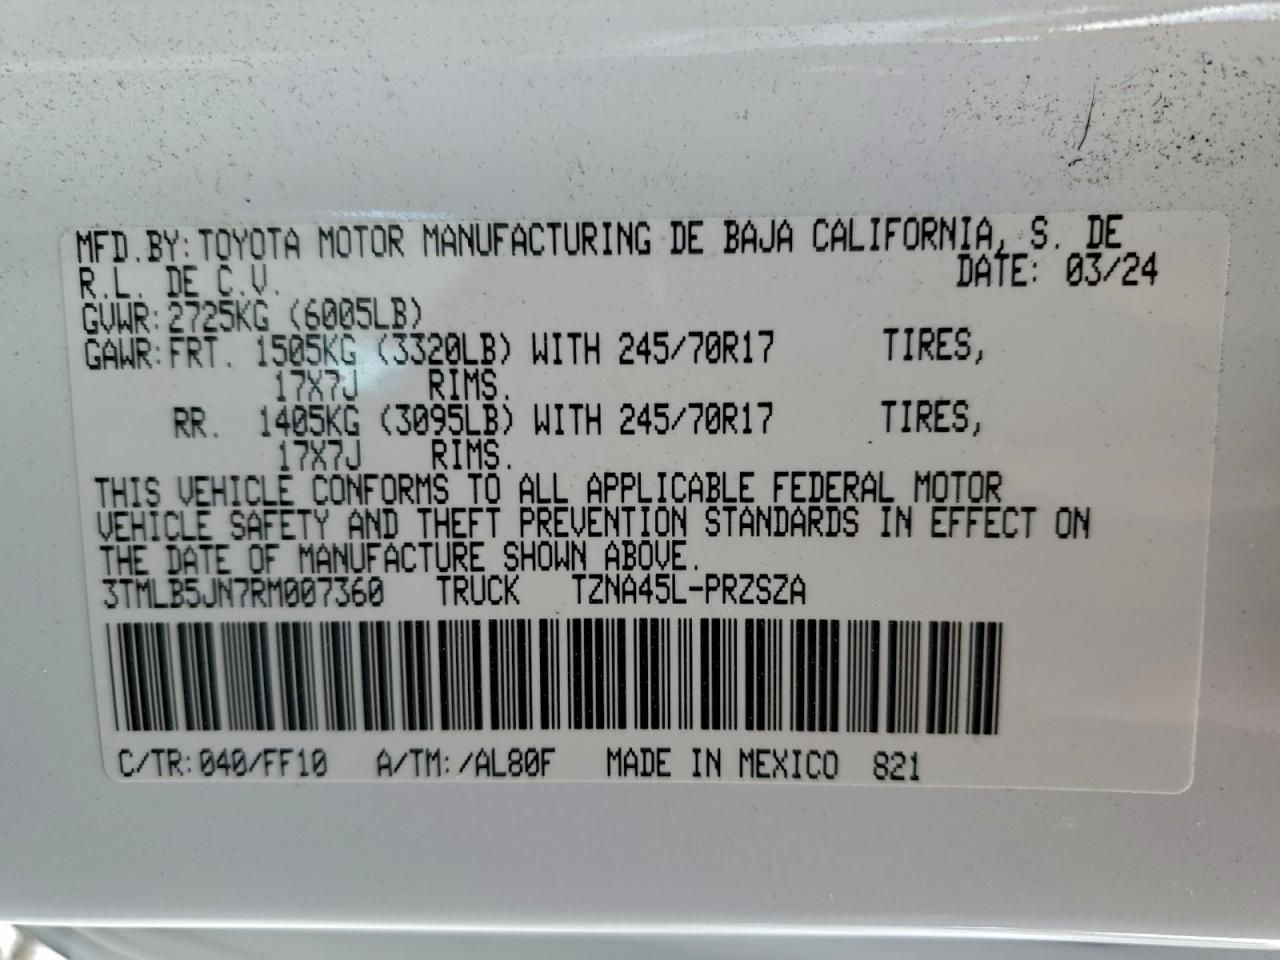 MFD.BY:TOYOTA MOTOR MANUFACTURING DE BAJA CALIFORNIA, S. DE
R.L. DE C.V. DATE: 03/24
GVWR:2725KG (6005LB)
GAWR:FRT. 1505KG (3320LB) WITH 245/70R17 TIRES,
17X7J RIMS.
RR. 1405KG (3095LB) WITH 245/70R17 TIRES,
17X7J RIMS.
THIS VEHICLE CONFORMS TO ALL APPLICABLE FEDERAL MOTOR
VEHICLE SAFETY AND THEFT PREVENTION STANDARDS IN EFFECT ON
THE DATE OF MANUFACTURE SHOWN ABOVE.
3TMLB5JN7RM007360 TRUCK TZNA45L-PRZSZA
C/TR:040/FF10 A/TM:/AL80F MADE IN MEXICO 821